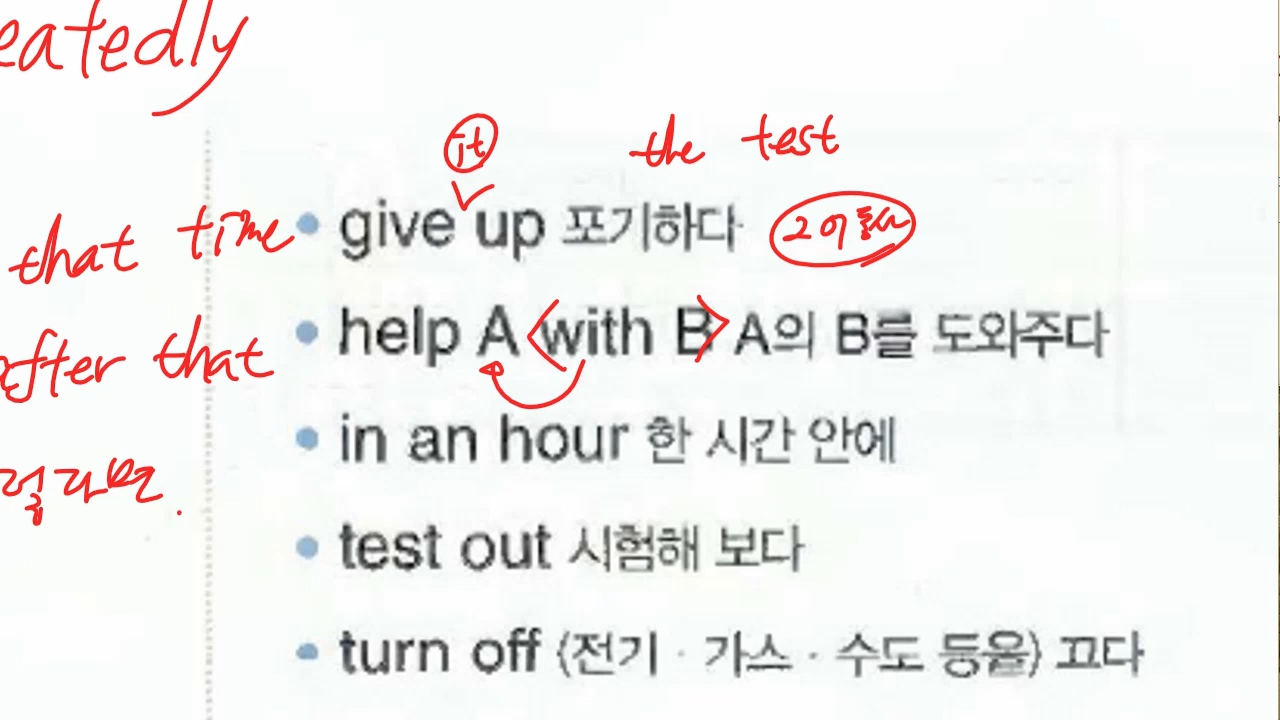 eatedly
it the test
that time
give up 포기하다 2어동사
after that
help A <with B> A의 B를 도와주다
in an hour 한 시간 안에
test out 시험해 보다
turn off (전기 · 가스 · 수도 등을) 끄다